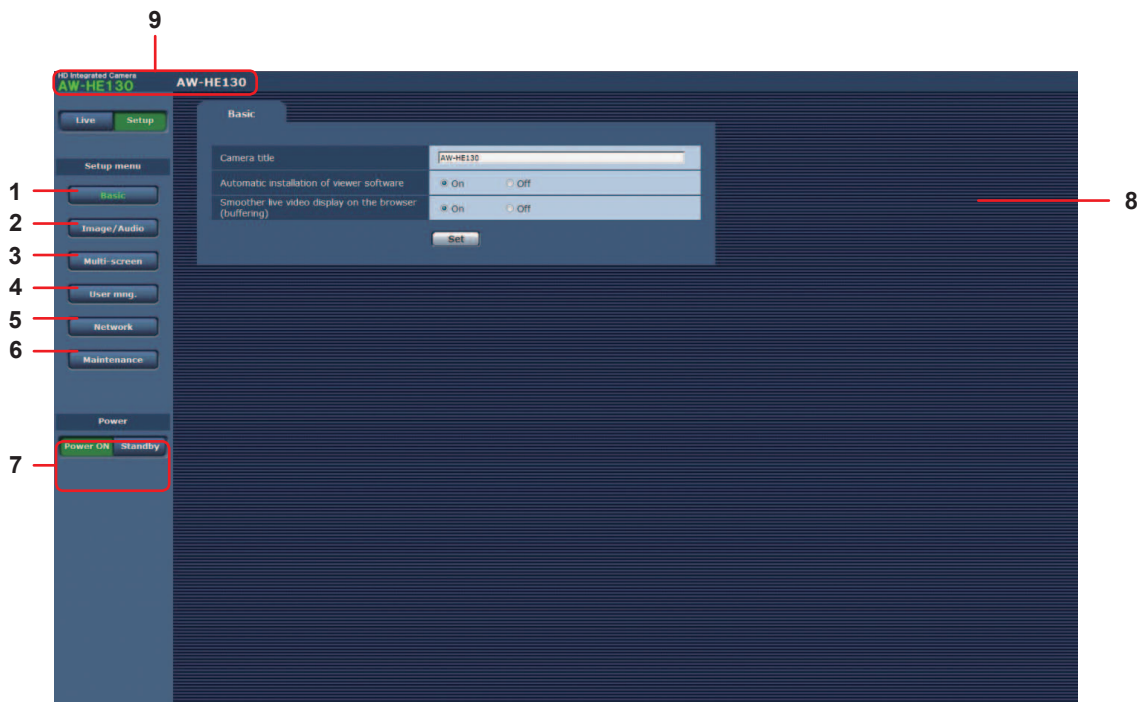 9
HD Integrated Camera
AW-HE130
AW-HE130
Live
Setup
Basic
Setup menu
Camera title
AW-HE130
1
Basic
Automatic installation of viewer software
On
Off
Smoother live video display on the browser
(buffering)
On
Off
8
2
Image/Audio
Set
3
Multi-screen
4
User mng.
5
Network
6
Maintenance
Power
Power ON
Standby
7